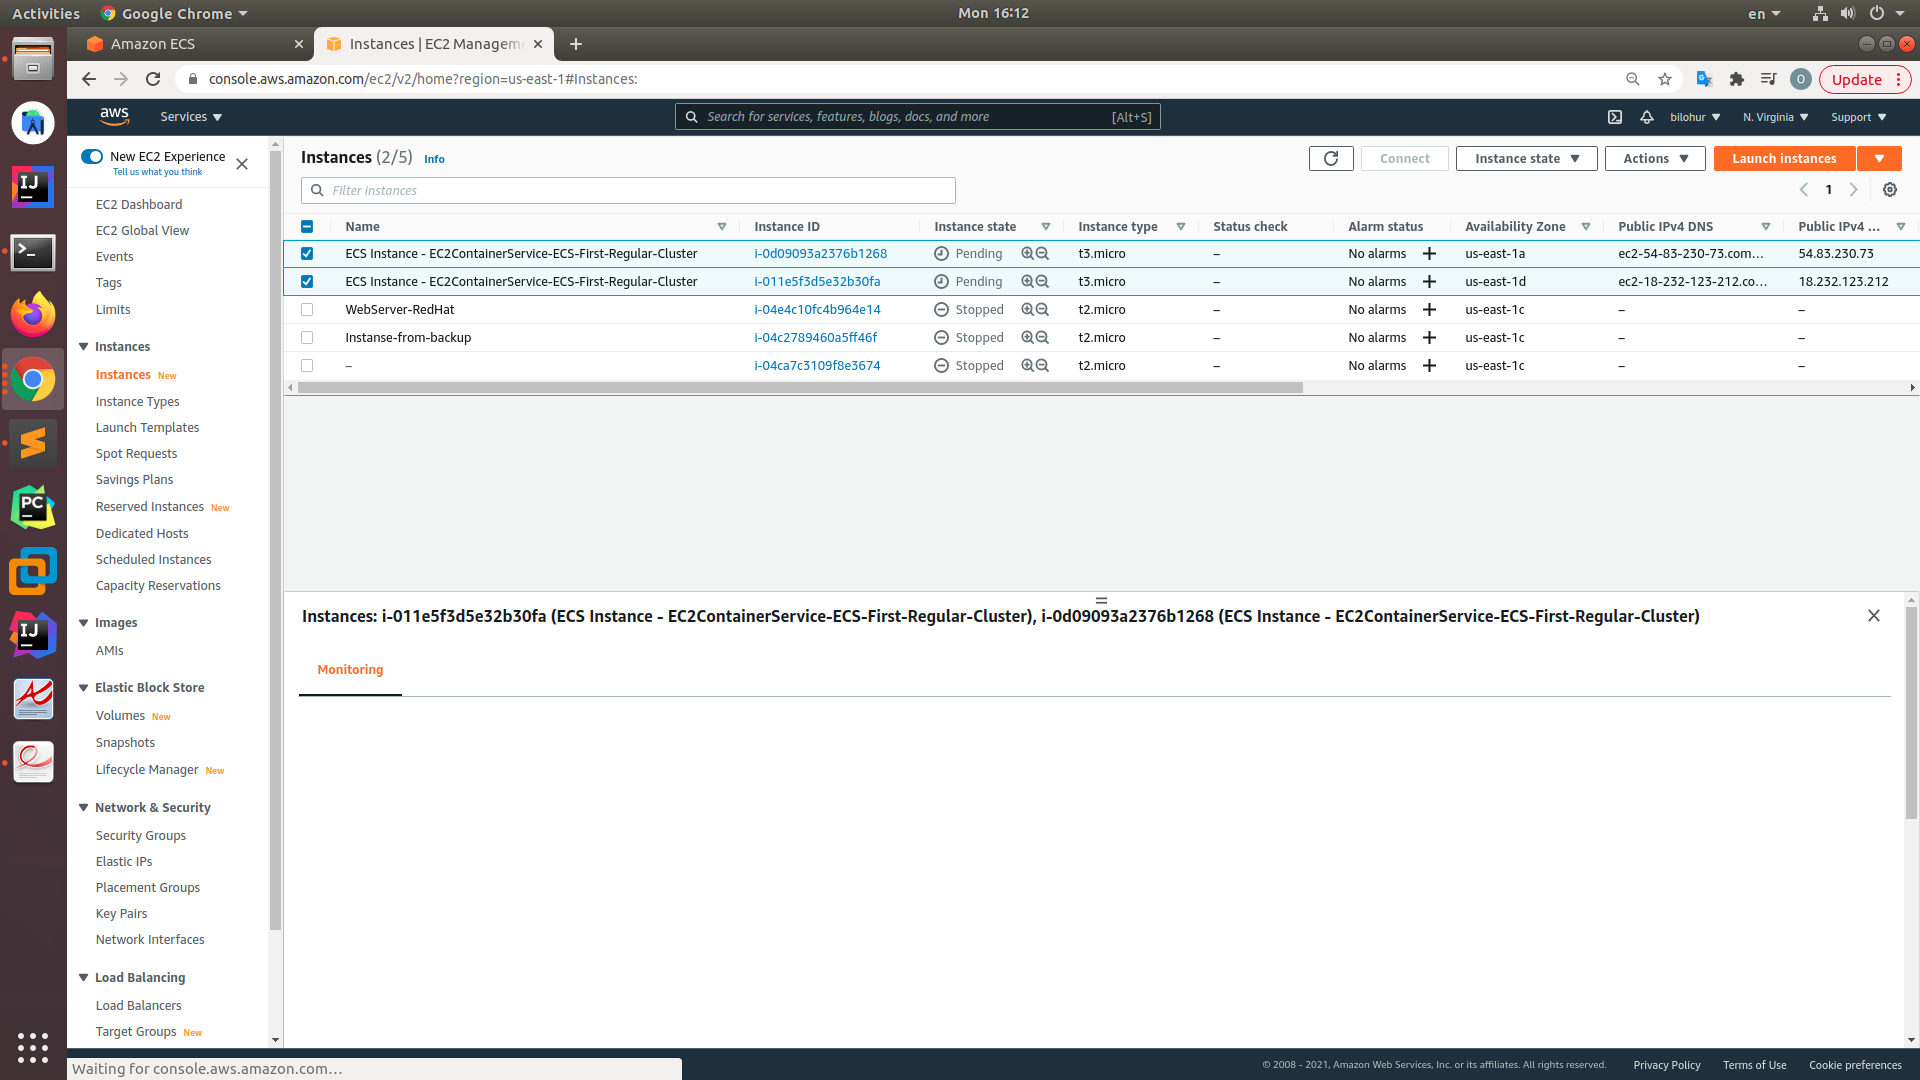 Activities Google Chrome Mon 16:12 en
Amazon ECS Instances | EC2 Managem
console.aws.amazon.com/ec2/v2/home?region=us-east-1#Instances: O Update
aws Services Search for services, features, blogs, docs, and more [Alt+S] bilohur N. Virginia Support
New EC2 Experience
Tell us what you think
EC2 Dashboard
EC2 Global View
Events
Tags
Limits
Instances
Instances New
Instance Types
Launch Templates
Spot Requests
Savings Plans
Reserved Instances New
Dedicated Hosts
Scheduled Instances
Capacity Reservations
Images
AMIs
Elastic Block Store
Volumes New
Snapshots
Lifecycle Manager New
Network & Security
Security Groups
Elastic IPs
Placement Groups
Key Pairs
Network Interfaces
Load Balancing
Load Balancers
Target Groups New
Instances (2/5) Info Connect Instance state Actions Launch instances
Filter instances 1
Name Instance ID Instance state Instance type Status check Alarm status Availability Zone Public IPv4 DNS Public IPv4 ...
ECS Instance - EC2ContainerService-ECS-First-Regular-Cluster i-0d09093a2376b1268 Pending t3.micro – No alarms + us-east-1a ec2-54-83-230-73.com... 54.83.230.73
ECS Instance - EC2ContainerService-ECS-First-Regular-Cluster i-011e5f3d5e32b30fa Pending t3.micro – No alarms + us-east-1d ec2-18-232-123-212.co... 18.232.123.212
WebServer-RedHat i-04e4c10fc4b964e14 Stopped t2.micro – No alarms + us-east-1c – –
Instanse-from-backup i-04c2789460a5ff46f Stopped t2.micro – No alarms + us-east-1c – –
– i-04ca7c3109f8e3674 Stopped t2.micro – No alarms + us-east-1c – –
Instances: i-011e5f3d5e32b30fa (ECS Instance - EC2ContainerService-ECS-First-Regular-Cluster), i-0d09093a2376b1268 (ECS Instance - EC2ContainerService-ECS-First-Regular-Cluster)
Monitoring
Waiting for console.aws.amazon.com...
© 2008 - 2021, Amazon Web Services, Inc. or its affiliates. All rights reserved. Privacy Policy Terms of Use Cookie preferences
IJ
PC
IJ